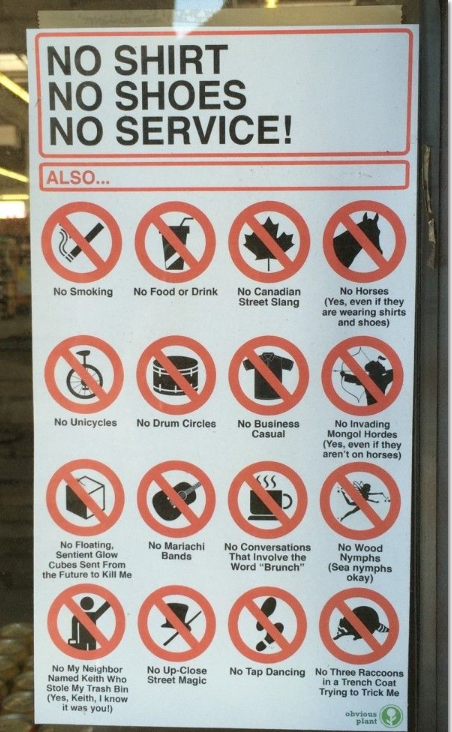 NO SHIRT
NO SHOES
NO SERVICE!
ALSO...
No Smoking
No Food or Drink
No Canadian
Street Slang
No Horses
(Yes, even if they
are wearing shirts
and shoes)
No Unicycles
No Drum Circles
No Business
Casual
No Invading
Mongol Hordes
(Yes, even if they
aren't on horses)
No Floating,
Sentient Glow
Cubes Sent From
the Future to Kill Me
No Mariachi
Bands
No Conversations
That Involve the
Word "Brunch"
No Wood
Nymphs
(Sea nymphs
okay)
No My Neighbor
Named Keith Who
Stole My Trash Bin
(Yes, Keith, I know
it was you!)
No Up-Close
Street Magic
No Tap Dancing
No Three Raccoons
in a Trench Coat
Trying to Trick Me
obvious
plant